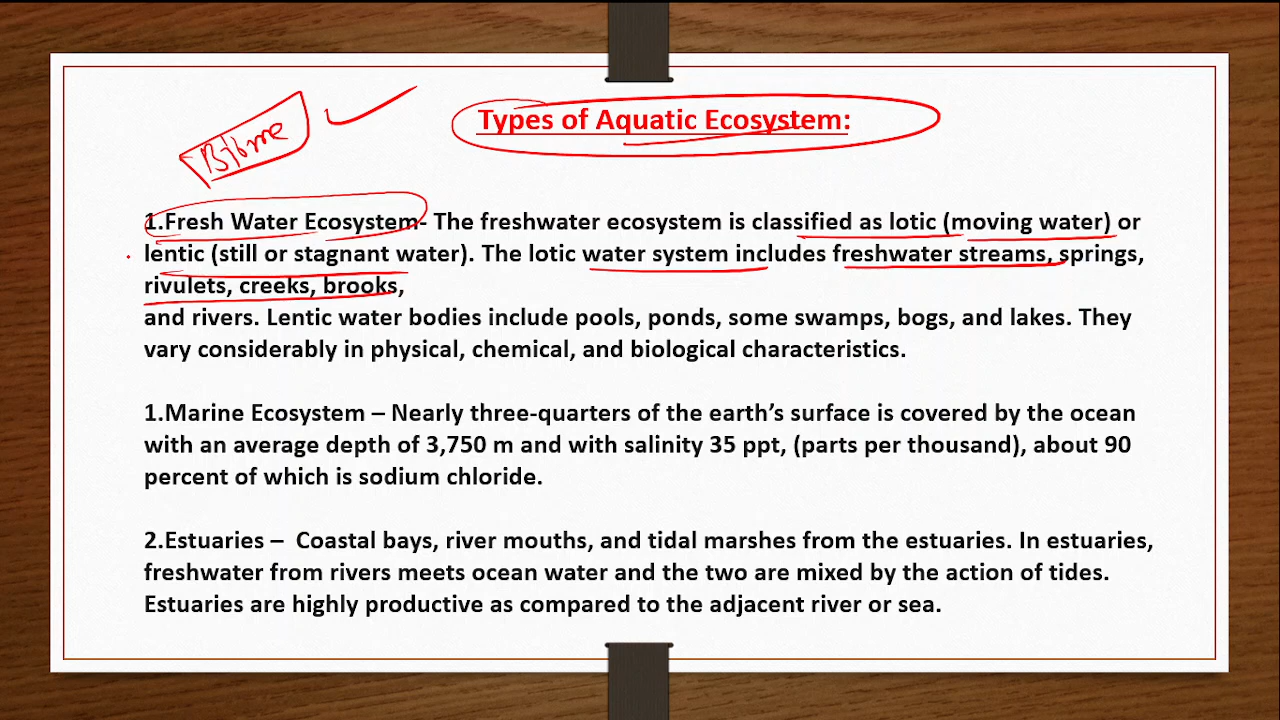 Biome
Types of Aquatic Ecosystem:
1.Fresh Water Ecosystem- The freshwater ecosystem is classified as lotic (moving water) or
lentic (still or stagnant water). The lotic water system includes freshwater streams, springs,
rivulets, creeks, brooks,
and rivers. Lentic water bodies include pools, ponds, some swamps, bogs, and lakes. They
vary considerably in physical, chemical, and biological characteristics.
1.Marine Ecosystem – Nearly three-quarters of the earth's surface is covered by the ocean
with an average depth of 3,750 m and with salinity 35 ppt, (parts per thousand), about 90
percent of which is sodium chloride.
2.Estuaries – Coastal bays, river mouths, and tidal marshes from the estuaries. In estuaries,
freshwater from rivers meets ocean water and the two are mixed by the action of tides.
Estuaries are highly productive as compared to the adjacent river or sea.